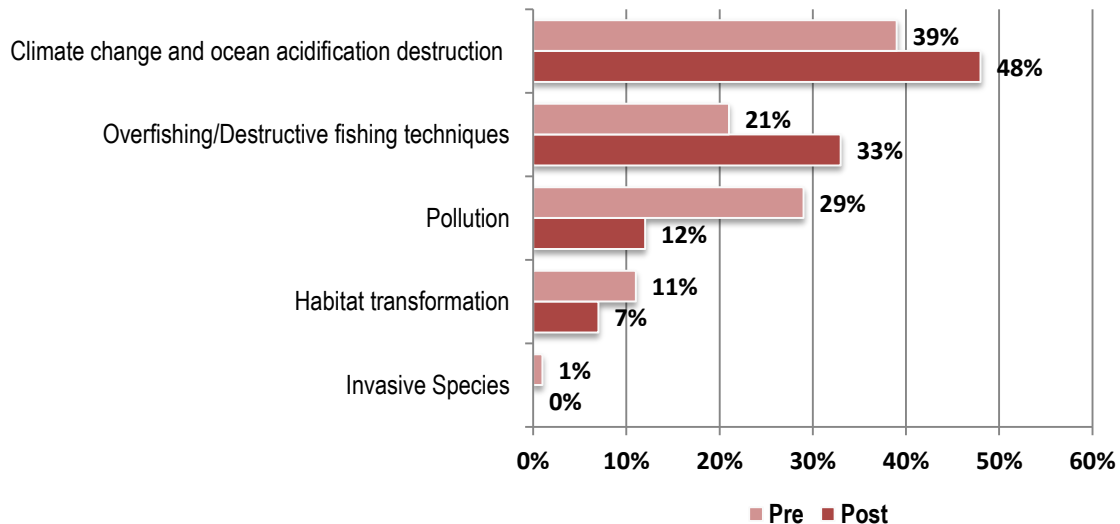 Climate change and ocean acidification destruction
39%
48%
Overfishing/Destructive fishing techniques
21%
33%
Pollution
29%
12%
Habitat transformation
11%
7%
Invasive Species
1%
0%
0% 10% 20% 30% 40% 50% 60%
Pre Post